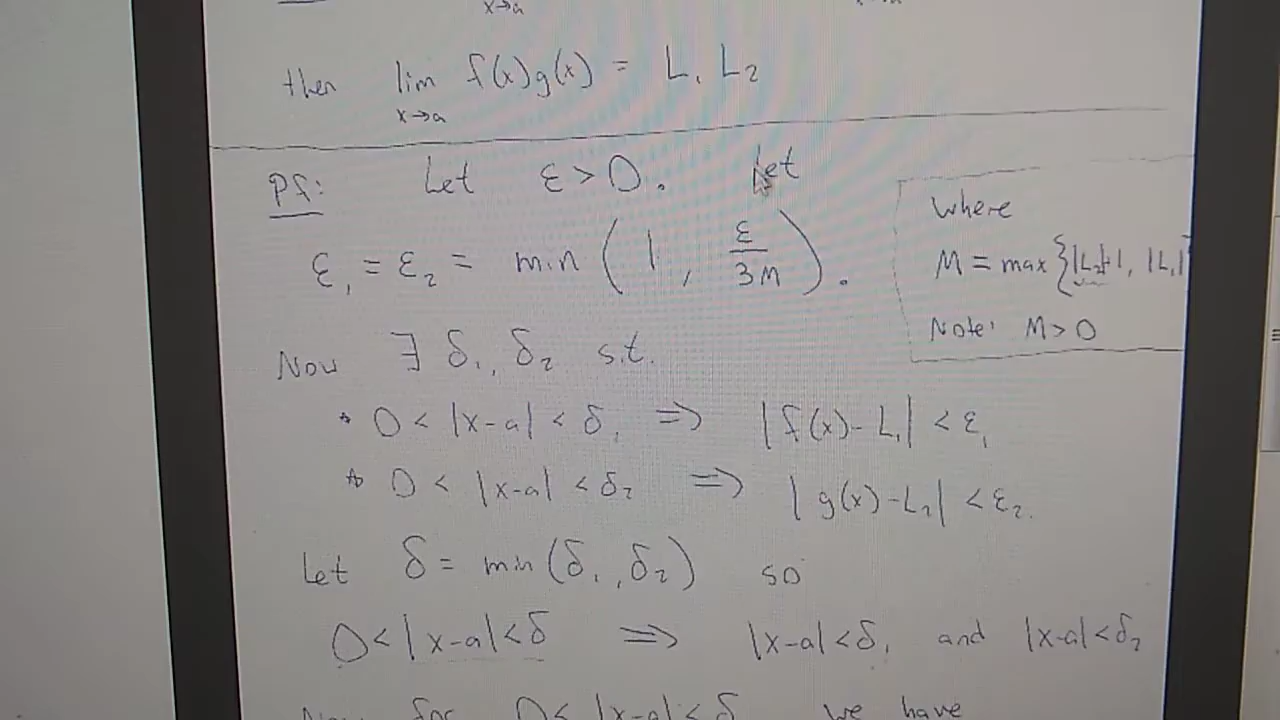 x→a
then lim f(x)g(x) = L₁ L₂
x→a
Pf: Let ε > 0. Let
ε₁ = ε₂ = min (1, ε/3M).
Where
M = max {|L₂|+1, |L₁|
Note: M > 0
Now ∃ δ₁, δ₂ s.t.
* 0 < |x-a| < δ₁ ⇒ |f(x)-L₁| < ε₁
* 0 < |x-a| < δ₂ ⇒ |g(x)-L₂| < ε₂.
Let δ = min(δ₁, δ₂) so
0 < |x-a| < δ ⇒ |x-a| < δ₁ and |x-a| < δ₂
Now for 0 < |x-a| < δ we have